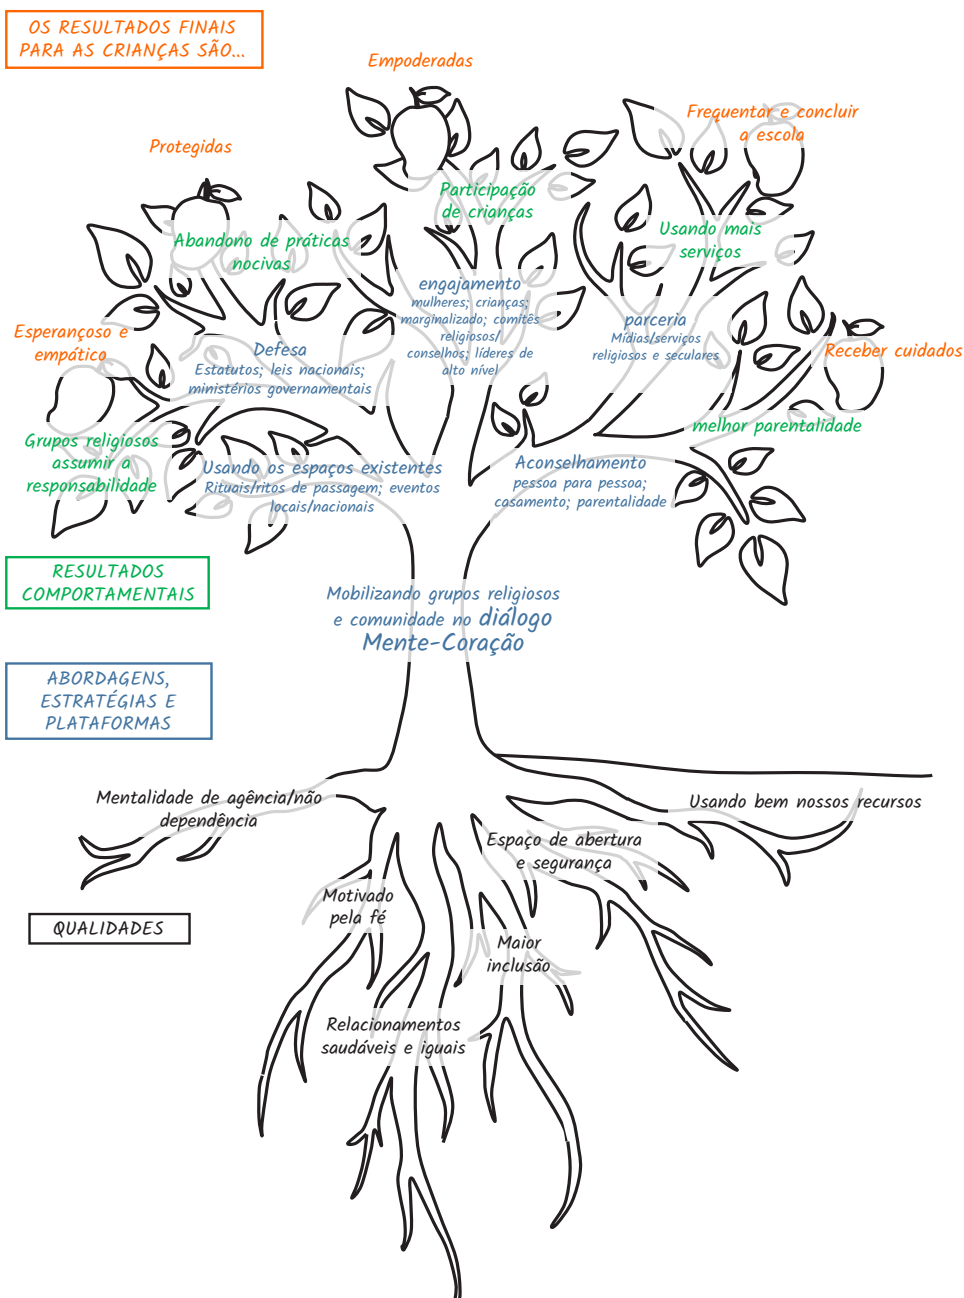 OS RESULTADOS FINAIS
PARA AS CRIANÇAS SÃO...
Empoderadas
Frequentar e concluir
a escola
Protegidas
Participação
de crianças
Usando mais
serviços
Abandono de práticas
nocivas
engajamento
mulheres; crianças;
marginalizado; comitês
religiosos/
conselhos; líderes de
alto nível
parceria
Mídias/serviços
religiosos e seculares
Esperançoso e
empático
Defesa
Estatutos; leis nacionais;
ministérios governamentais
Receber cuidados
melhor parentalidade
Grupos religiosos
assumir a
responsabilidade
Usando os espaços existentes
Rituais/ritos de passagem; eventos
locais/nacionais
Aconselhamento
pessoa para pessoa;
casamento; parentalidade
RESULTADOS
COMPORTAMENTAIS
Mobilizando grupos religiosos
e comunidade no diálogo
Mente-Coração
ABORDAGENS,
ESTRATÉGIAS E
PLATAFORMAS
Mentalidade de agência/não
dependência
Usando bem nossos recursos
Espaço de abertura
e segurança
Motivado
pela fé
QUALIDADES
Maior
inclusão
Relacionamentos
saudáveis e iguais